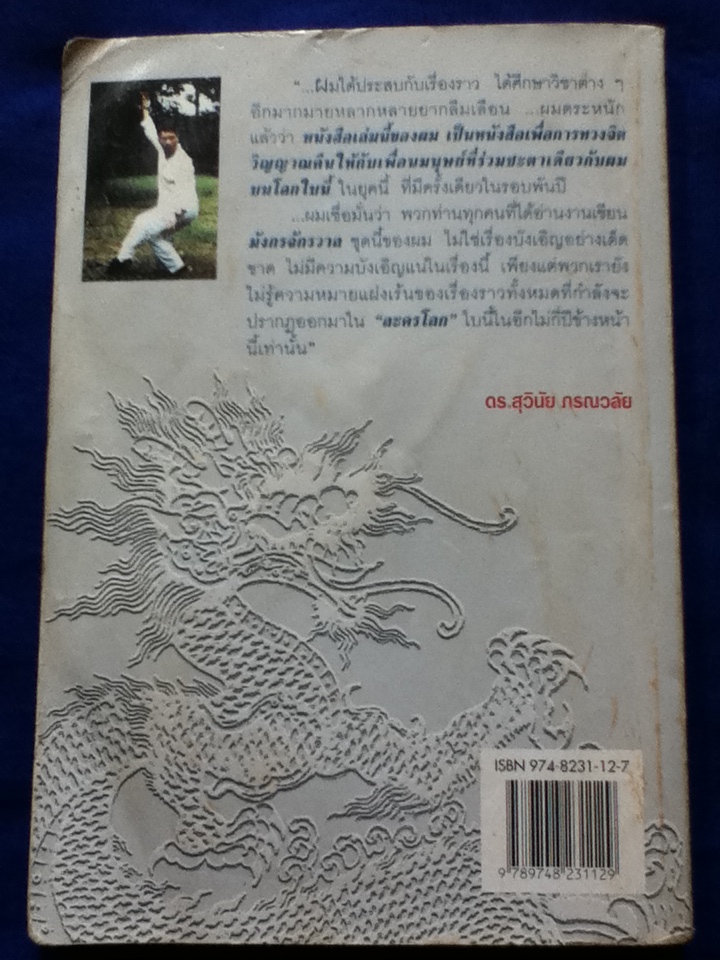 “...ผมได้ประสบกับเรื่องราว ได้ศึกษาวิชาต่าง ๆ
อีกมากมายหลากหลายยากลืมเลือน ...ผมตระหนัก
แล้วว่า หนังสือเล่มนี้ของผม เป็นหนังสือเพื่อการทวงจิต
วิญญาณคืนให้กับเพื่อนมนุษย์ที่ร่วมชะตาเดียวกับผม
บนโลกใบนี้ ในยุคนี้ ที่มีครั้งเดียวในรอบพันปี
...ผมเชื่อมั่นว่า พวกท่านทุกคนที่ได้อ่านงานเขียน
มังกรจักรวาล ชุดนี้ของผม ไม่ใช่เรื่องบังเอิญอย่างเด็ด
ขาด ไม่มีความบังเอิญแน่ในเรื่องนี้ เพียงแต่พวกเรายัง
ไม่รู้ความหมายแฝงเร้นของเรื่องราวทั้งหมดที่กำลังจะ
ปรากฏออกมาใน “ละครโลก” ใบนี้ในอีกไม่กี่ปีข้างหน้า
นี้เท่านั้น”
ดร.สุวินัย ภรณวลัย
ISBN 974-8231-12-7
9 789748 231129